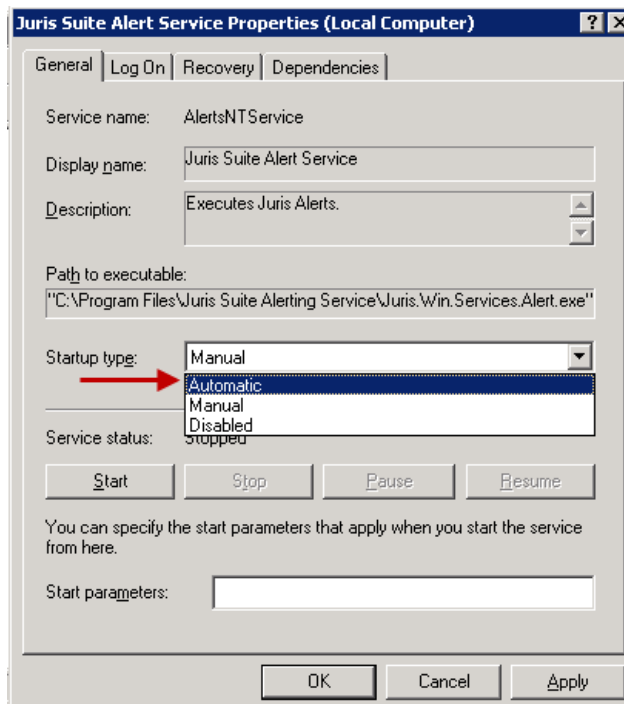 Juris Suite Alert Service Properties (Local Computer)
General Log On Recovery Dependencies
Service name: AlertsNTService
Display name: Juris Suite Alert Service
Description: Executes Juris Alerts.
Path to executable:
"C:\Program Files\Juris Suite Alerting Service\Juris.Win.Services.Alert.exe"
Startup type: Manual
Automatic
Manual
Disabled
Service status: Stopped
Start Stop Pause Resume
You can specify the start parameters that apply when you start the service
from here.
Start parameters:
OK Cancel Apply